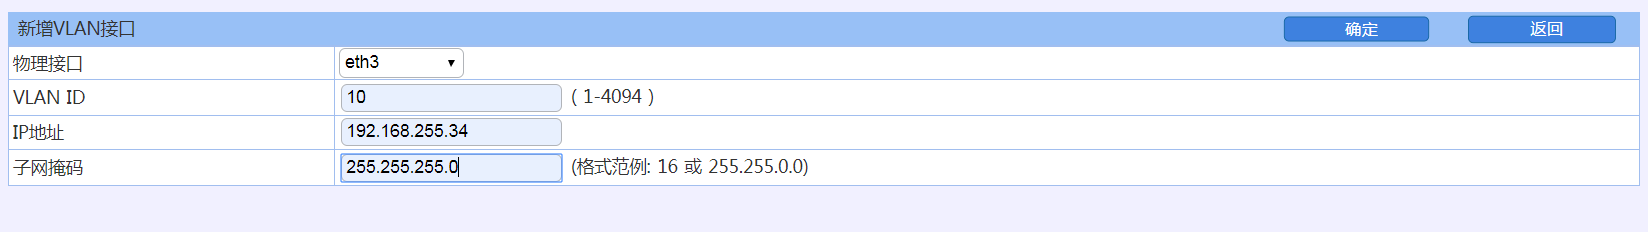 新增VLAN接口 确定 返回
物理接口 eth3
VLAN ID 10 ( 1-4094 )
IP地址 192.168.255.34
子网掩码 255.255.255.0 (格式范例: 16 或 255.255.0.0)